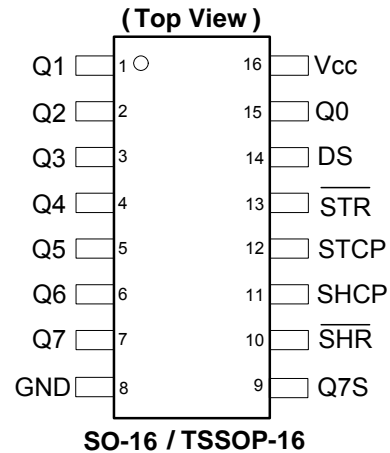 (Top View)
Q1 1 16 Vcc
Q2 2 15 Q0
Q3 3 14 DS
Q4 4 13 STR
Q5 5 12 STCP
Q6 6 11 SHCP
Q7 7 10 SHR
GND 8 9 Q7S
SO-16 / TSSOP-16